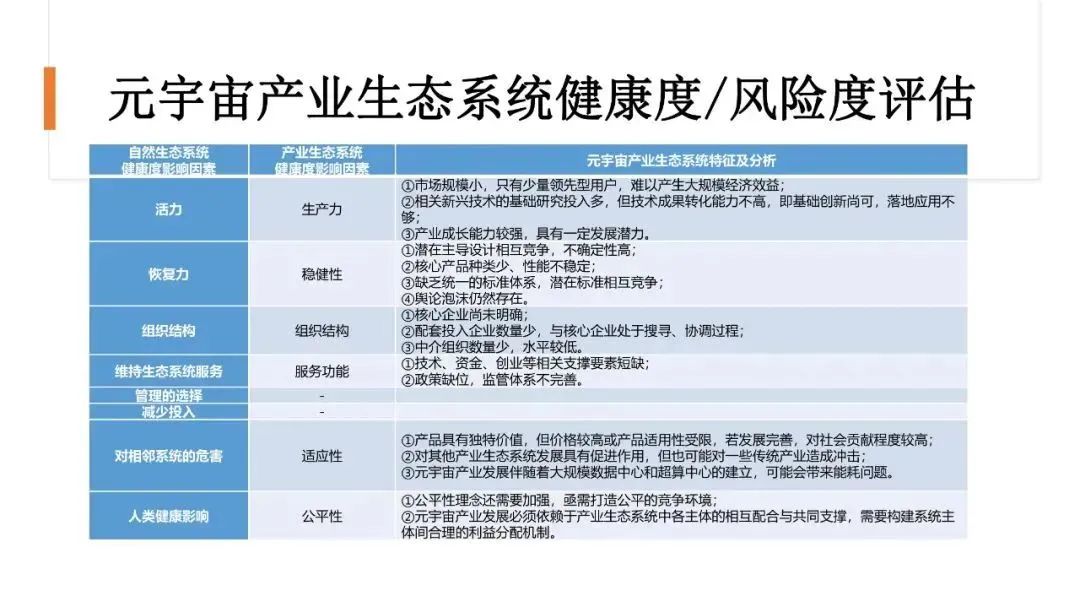 元宇宙产业生态系统健康度/风险度评估
自然生态系统
健康度影响因素
产业生态系统
健康度影响因素
元宇宙产业生态系统特征及分析
活力
生产力
①市场规模小，只有少量领先型用户，难以产生大规模经济效益；
②相关新兴技术的基础研究投入多，但技术成果转化能力不高，即基础创新尚可，落地应用不
够；
③产业成长能力较强，具有一定发展潜力。
恢复力
稳健性
①潜在主导设计相互竞争，不确定性高；
②核心产品种类少、性能不稳定；
③缺乏统一的标准体系，潜在标准相互竞争；
④舆论泡沫仍然存在。
组织结构
组织结构
①核心企业尚未明确；
②配套投入企业数量少，与核心企业处于搜寻、协调过程；
③中介组织数量少，水平较低。
维持生态系统服务
服务功能
①技术、资金、创业等相关支撑要素短缺；
②政策缺位，监管体系不完善。
管理的选择
-
减少投入
-
对相邻系统的危害
适应性
①产品具有独特价值，但价格较高或产品适用性受限，若发展完善，对社会贡献程度较高；
②对其他产业生态系统发展具有促进作用，但也可能对一些传统产业造成冲击；
③元宇宙产业发展伴随着大规模数据中心和超算中心的建立，可能会带来能耗问题。
人类健康影响
公平性
①公平性理念还需要加强，亟需打造公平的竞争环境；
②元宇宙产业发展必须依赖于产业生态系统中各主体的相互配合与共同支撑，需要构建系统主
体间合理的利益分配机制。